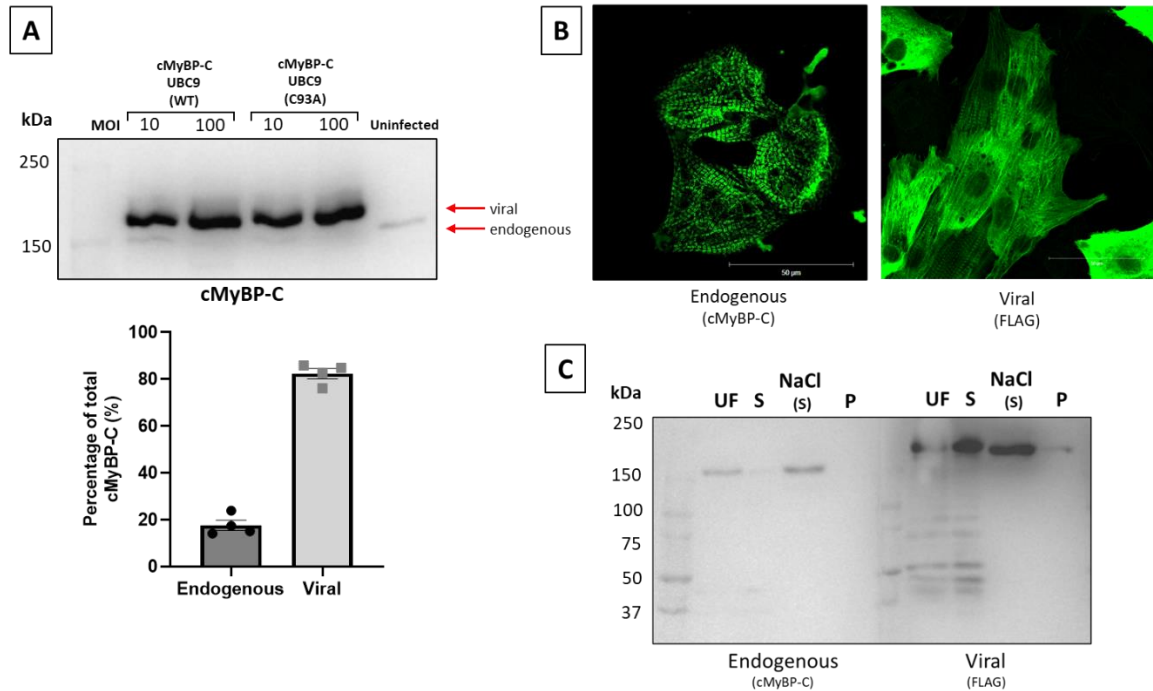 A
cMyBP-C
UBC9
(WT)
cMyBP-C
UBC9
(C93A)
kDa
MOI 10 100 10 100 Uninfected
250
150
viral
endogenous
cMyBP-C
Percentage of total
cMyBP-C (%)
100
80
60
40
20
0
Endogenous Viral
B
50 µm
Endogenous
(cMyBP-C)
Viral
(FLAG)
C
kDa
UF S NaCl (S) P UF S NaCl (S) P
250
150
100
75
50
37
Endogenous
(cMyBP-C)
Viral
(FLAG)